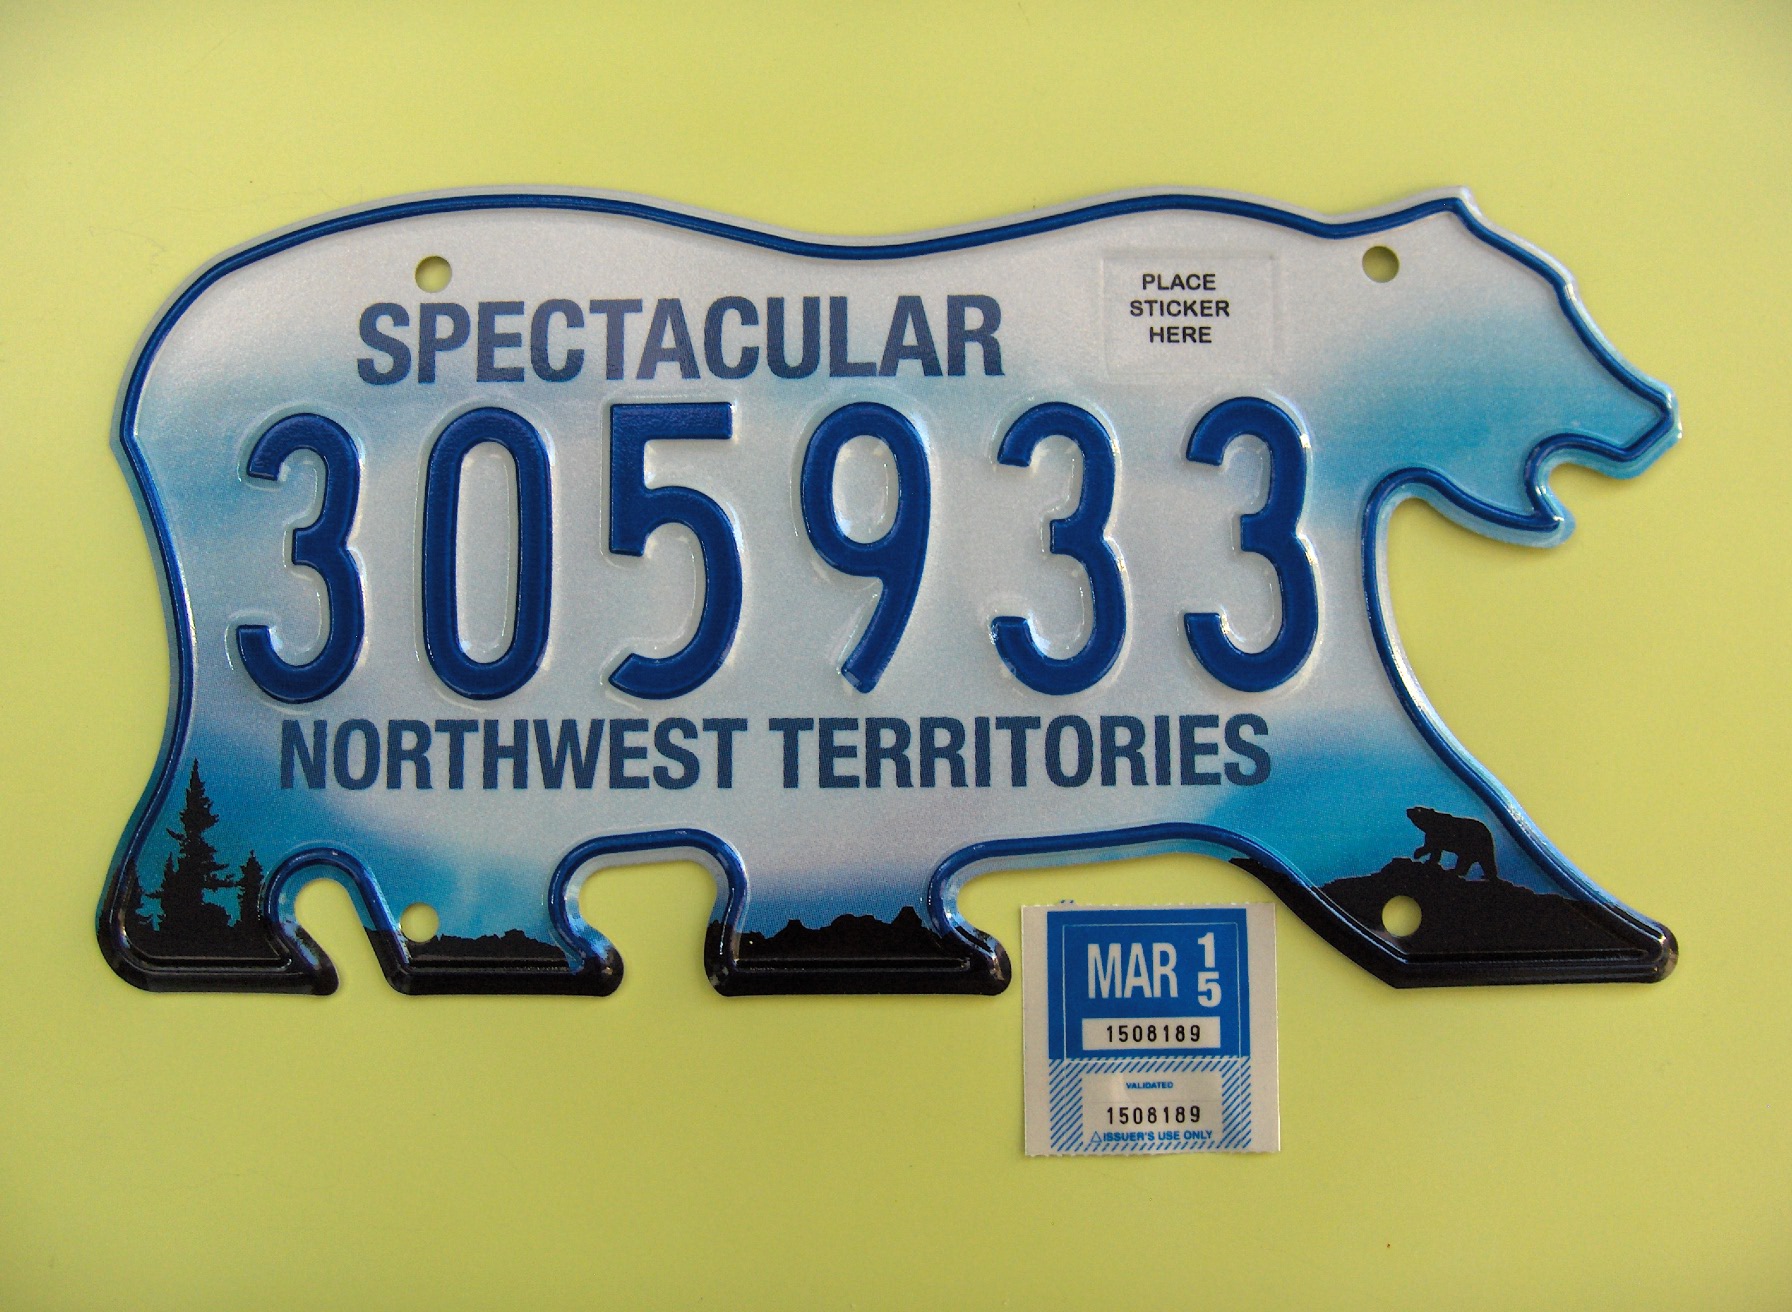 SPECTACULAR
PLACE
STICKER
HERE
305933
NORTHWEST TERRITORIES
MAR 15
1508189
VALIDATED
1508189
△ISSUER'S USE ONLY